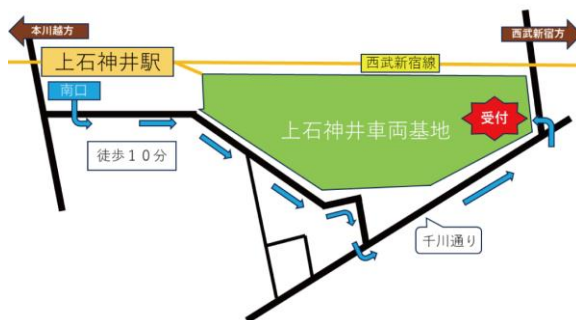 本川越方
西武新宿方
上石神井駅
西武新宿線
南口
受付
上石神井車両基地
徒歩10分
千川通り